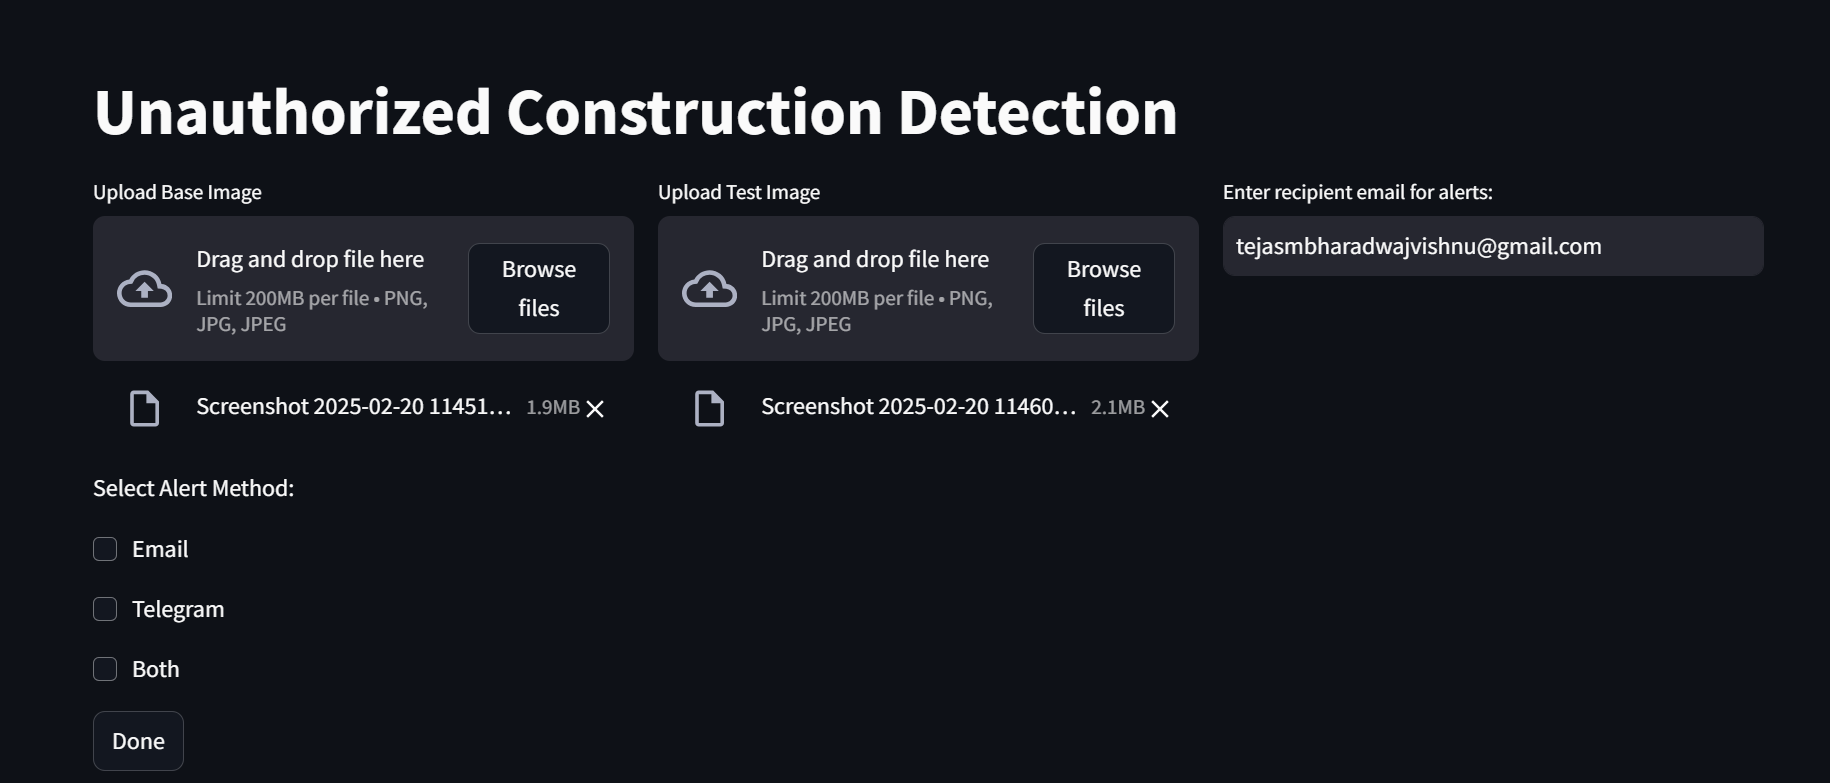 Unauthorized Construction Detection
Upload Base Image
Drag and drop file here
Limit 200MB per file • PNG,
JPG, JPEG
Browse
files
Screenshot 2025-02-20 11451... 1.9MB
Upload Test Image
Drag and drop file here
Limit 200MB per file • PNG,
JPG, JPEG
Browse
files
Screenshot 2025-02-20 11460... 2.1MB
Enter recipient email for alerts:
tejasmbharadwajvishnu@gmail.com
Select Alert Method:
Email
Telegram
Both
Done